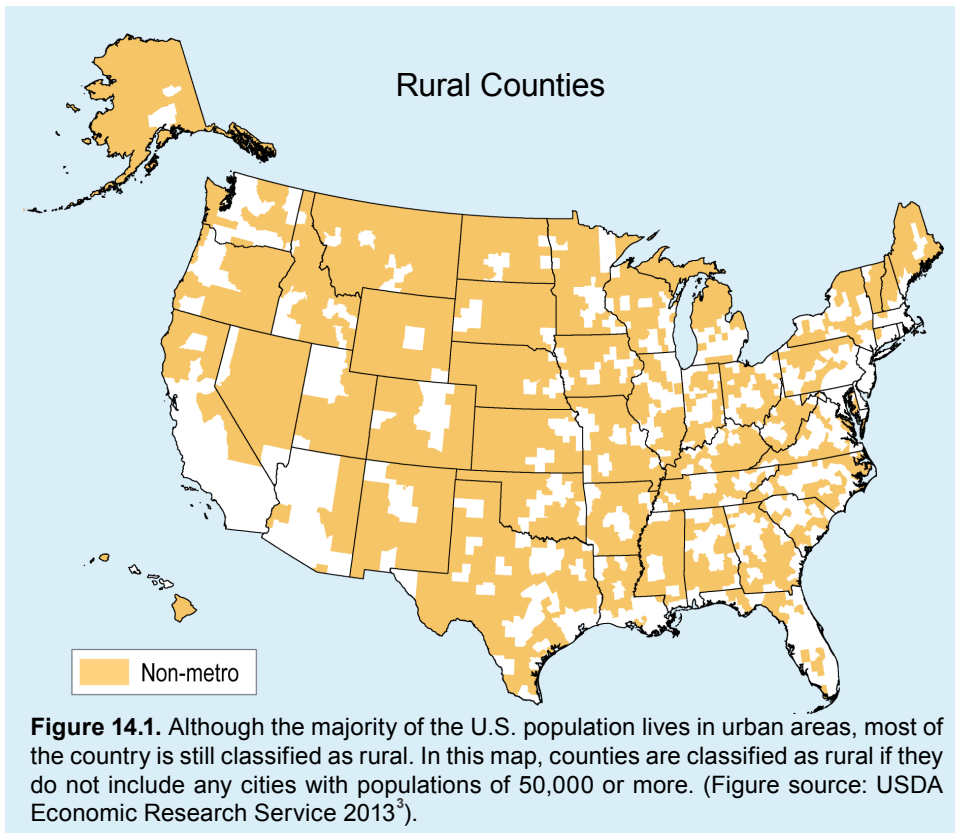 Rural Counties
Non-metro
Figure 14.1. Although the majority of the U.S. population lives in urban areas, most of
the country is still classified as rural. In this map, counties are classified as rural if they
do not include any cities with populations of 50,000 or more. (Figure source: USDA
Economic Research Service 2013³).